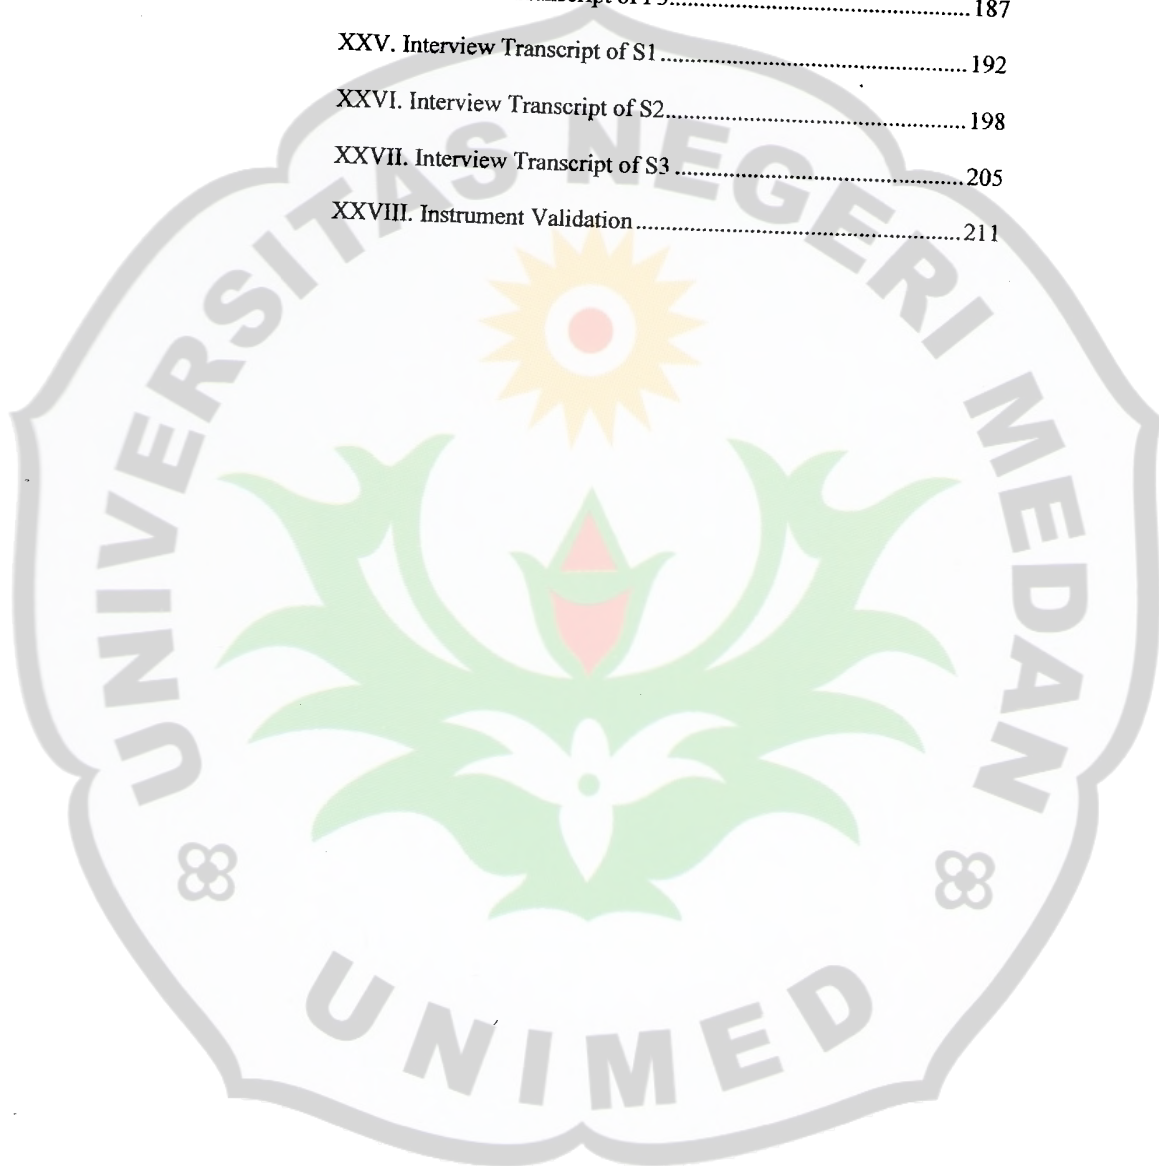 187
XXV. Interview Transcript of S1 ........................................................ 192
XXVI. Interview Transcript of S2 ........................................................ 198
XXVII. Interview Transcript of S3 ........................................................ 205
XXVIII. Instrument Validation ........................................................ 211
UNIVERSITAS NEGERI MEDAN
UNIMED